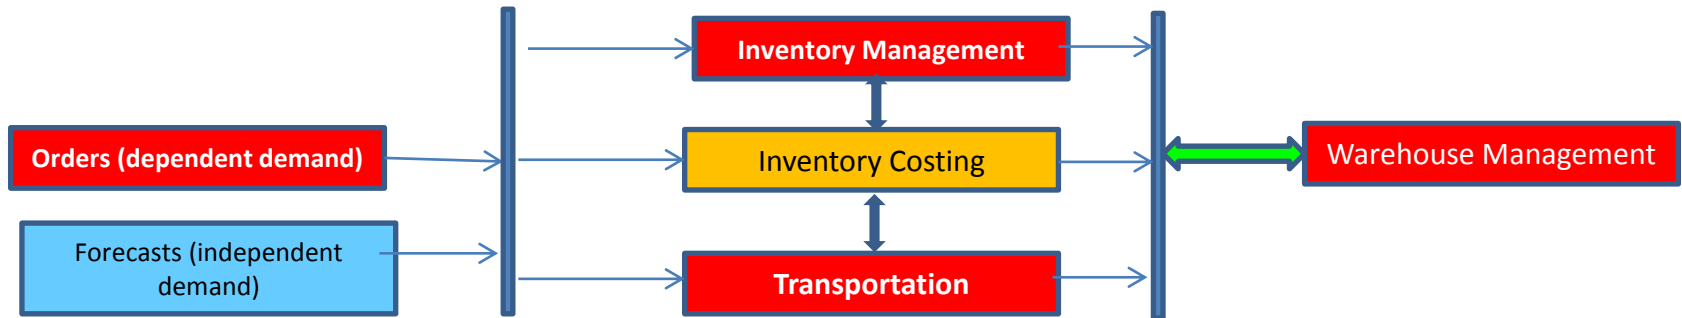 Inventory Management
Orders (dependent demand)
Inventory Costing
Warehouse Management
Forecasts (independent
demand)
Transportation